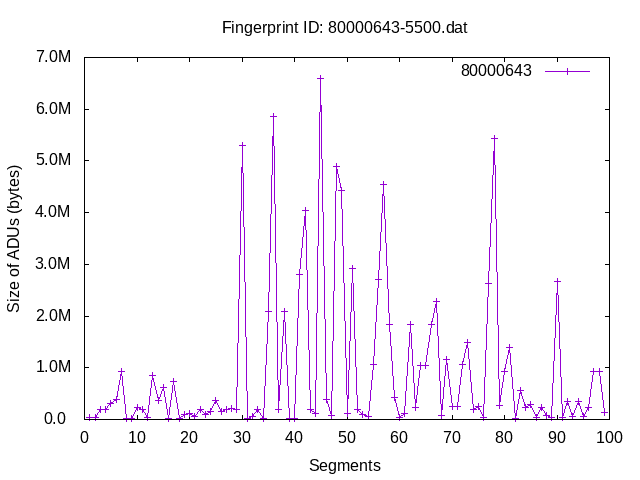 Fingerprint ID: 80000643-5500.dat
7.0M
80000643
6.0M
5.0M
4.0M
3.0M
2.0M
1.0M
0.0
Size of ADUs (bytes)
0 10 20 30 40 50 60 70 80 90 100
Segments